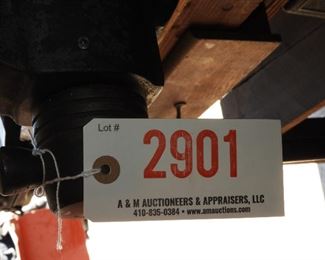 Lot #
2901
A & M AUCTIONEERS & APPRAISERS, LLC
410-835-0384 • www.amauctions.com